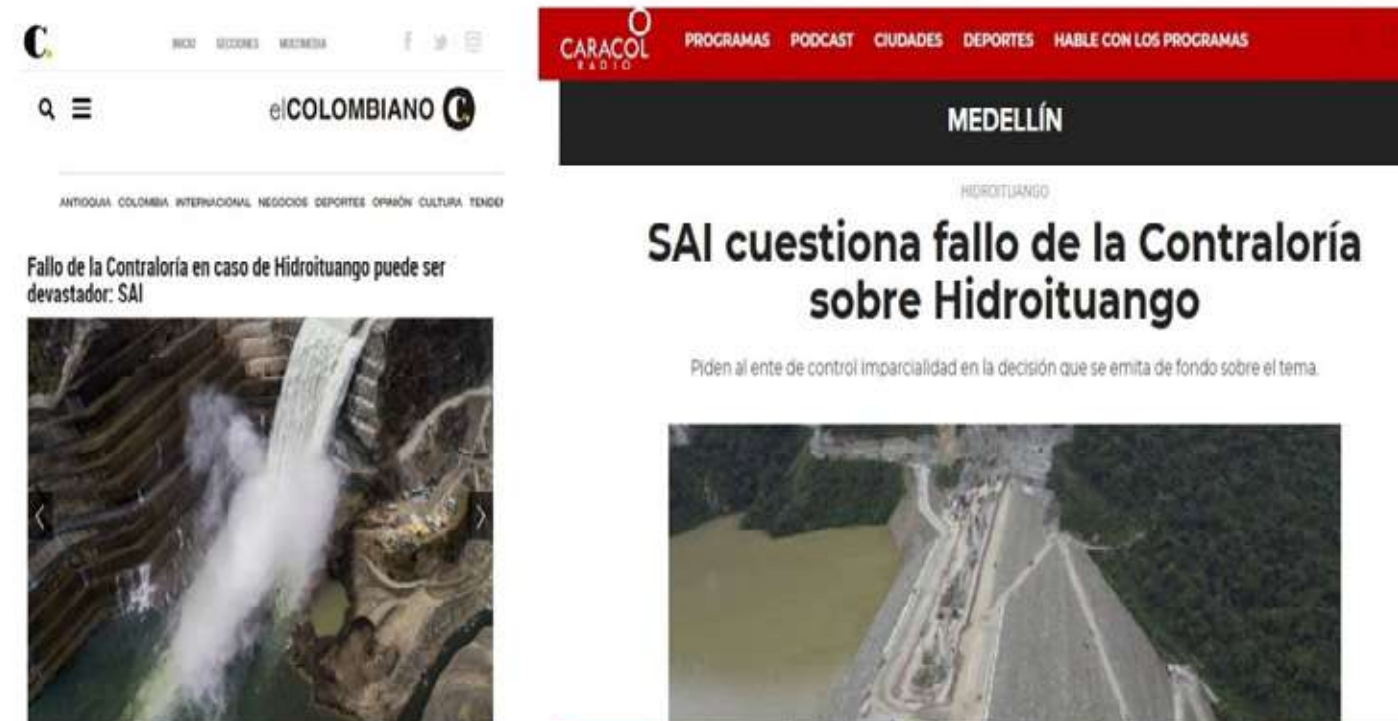 C.
INICIO SECCIONES MULTIMEDIA
elCOLOMBIANO C.
ANTIOQUIA COLOMBIA INTERNACIONAL NEGOCIOS DEPORTES OPINIÓN CULTURA TENDEN
Fallo de la Contraloría en caso de Hidroituango puede ser
devastador: SAI
CARACOL
RADIO
PROGRAMAS PODCAST CIUDADES DEPORTES HABLE CON LOS PROGRAMAS
MEDELLÍN
HIDROITUANGO
SAI cuestiona fallo de la Contraloría
sobre Hidroituango
Piden al ente de control imparcialidad en la decisión que se emita de fondo sobre el tema.